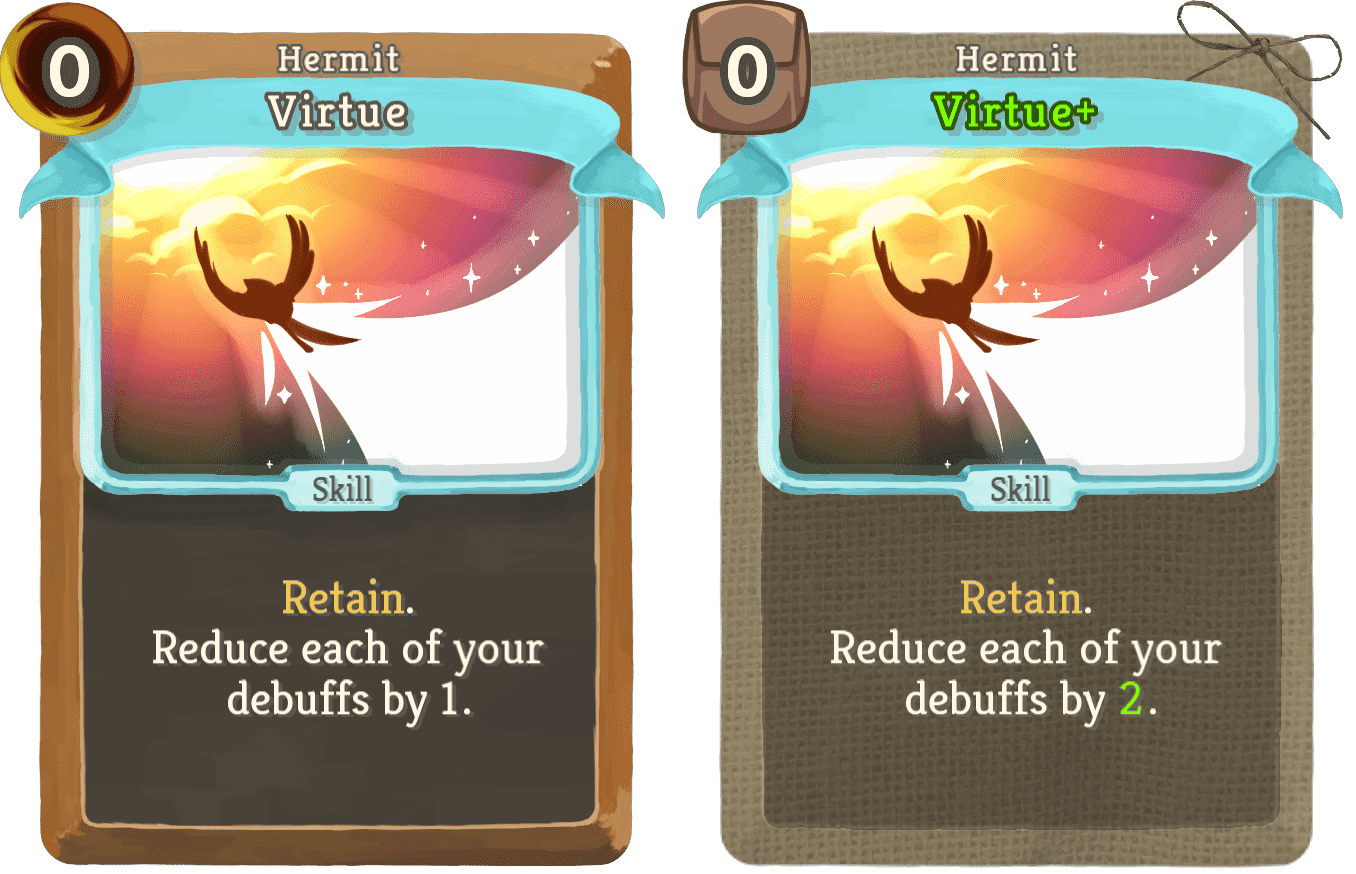 0
Hermit
Virtue
Skill
Retain.
Reduce each of your
debuffs by 1.
0
Hermit
Virtue+
Skill
Retain.
Reduce each of your
debuffs by 2.